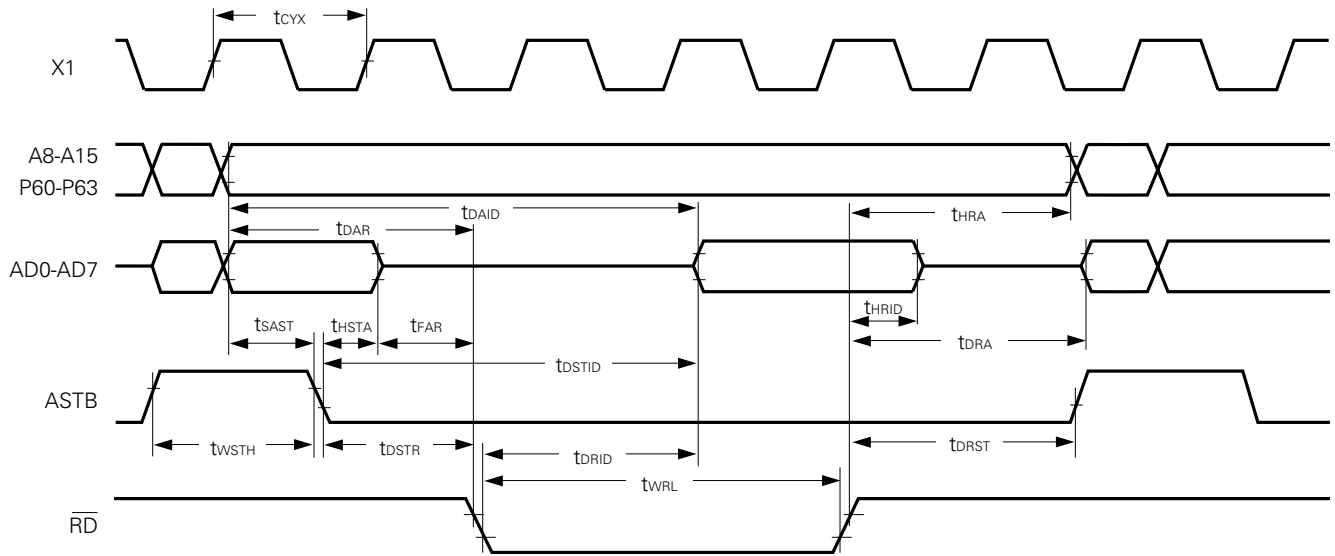 tCYX
X1
A8-A15
P60-P63
tDAID
tHRA
tDAR
AD0-AD7
tSAST tHSTA tFAR tHRID
tDRA
tDSTID
ASTB
tWSTH tDSTR tDRST
tDRID
tWRL
RD